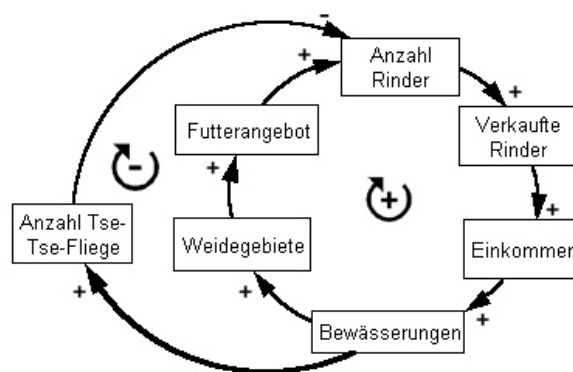 -
+
Anzahl
Rinder
+
Verkaufte
Rinder
+
Einkommen
+
Bewässerungen
+
Weidegebiete
+
Futterangebot
+
Anzahl Tse-
Tse-Fliege
-
+